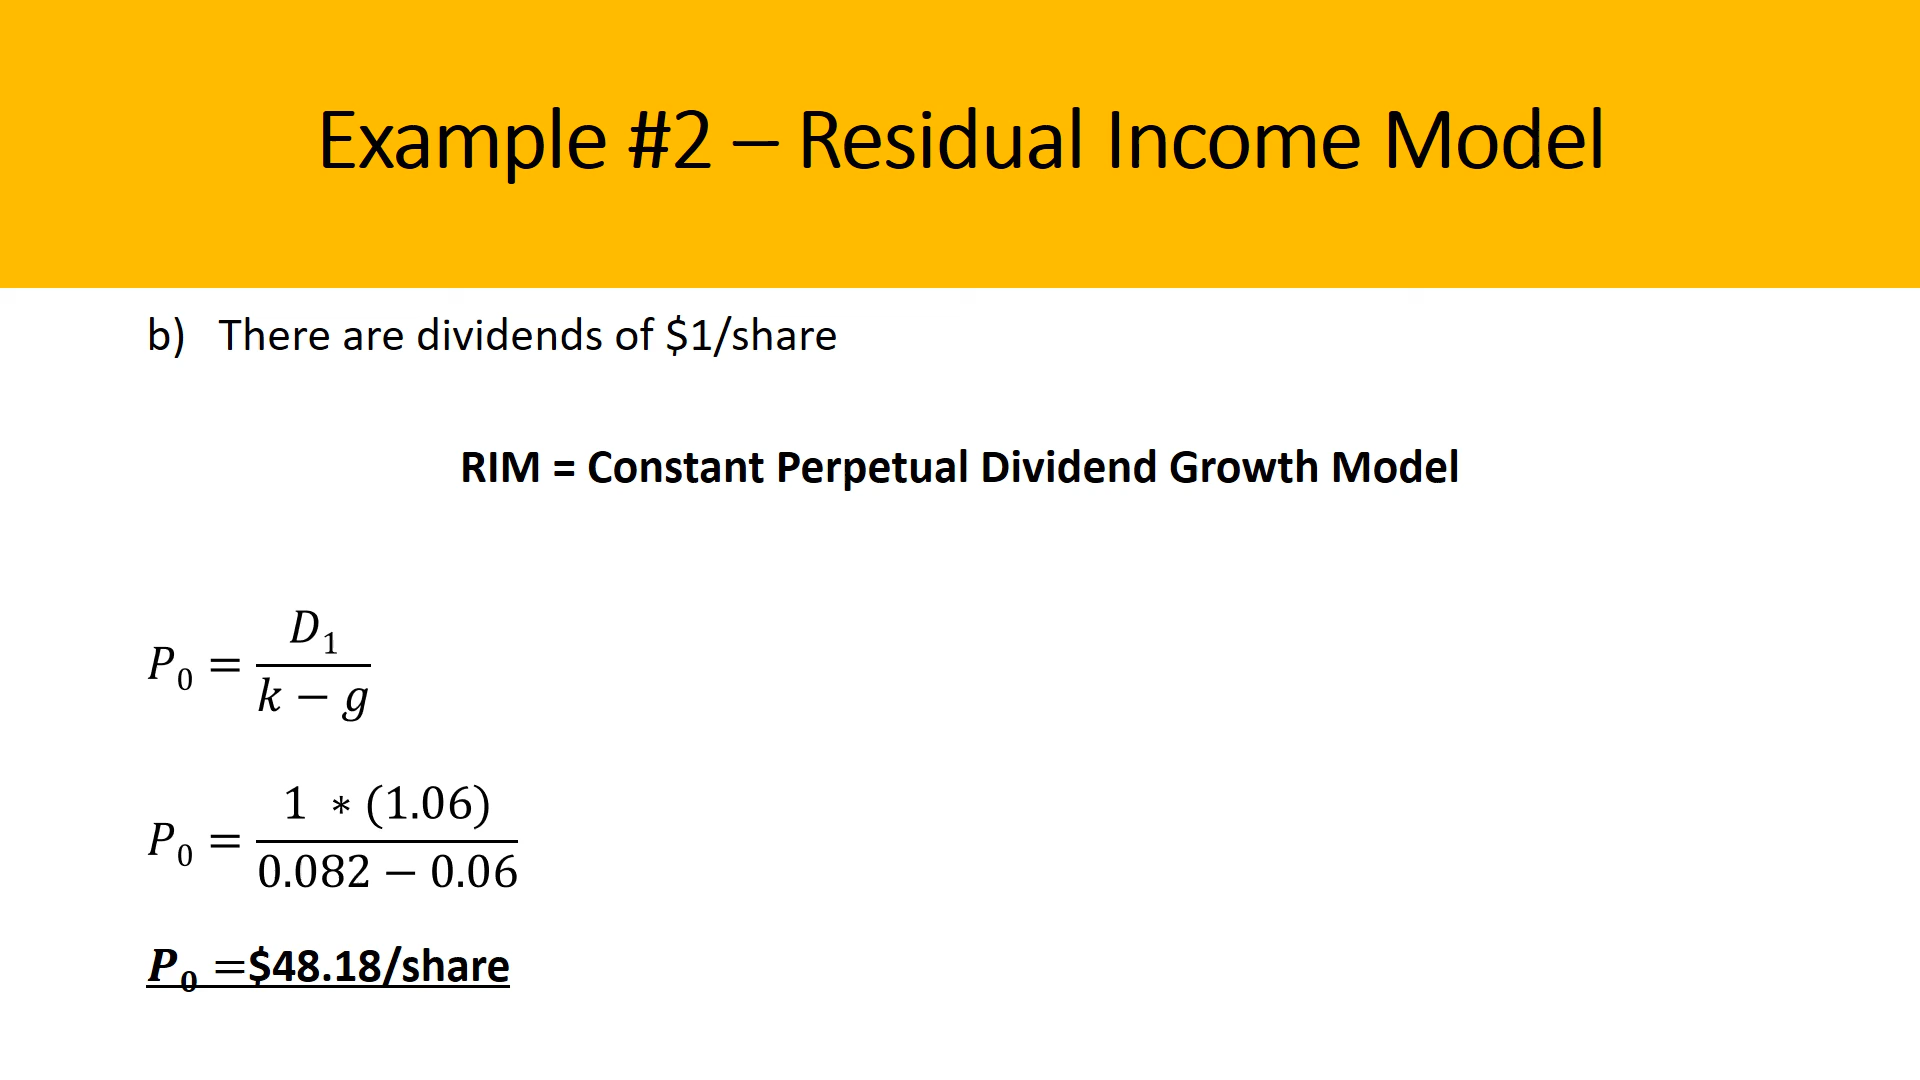 Example #2 – Residual Income Model
b) There are dividends of $1/share
RIM = Constant Perpetual Dividend Growth Model
P₀ = D₁ / (k − g)
P₀ = 1 * (1.06) / (0.082 − 0.06)
P₀ =$48.18/share